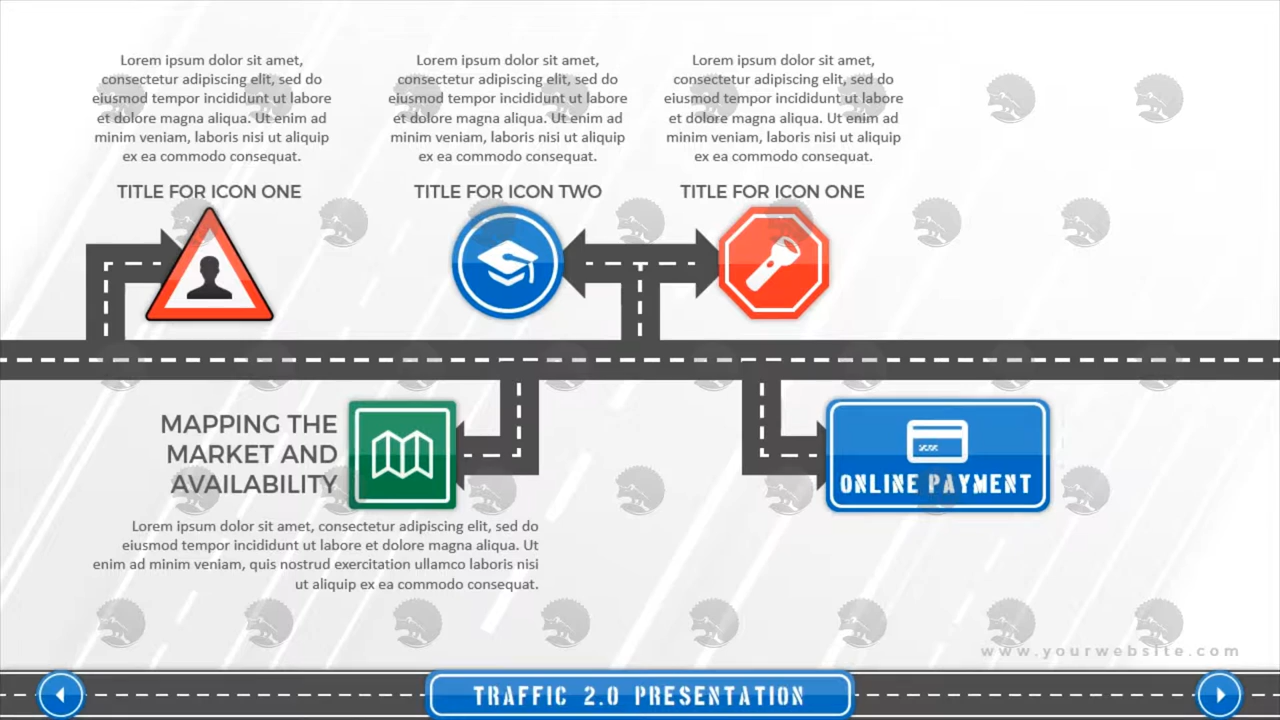 Lorem ipsum dolor sit amet,
consectetur adipiscing elit, sed do
eiusmod tempor incididunt ut labore
et dolore magna aliqua. Ut enim ad
minim veniam, laboris nisi ut aliquip
ex ea commodo consequat.
TITLE FOR ICON ONE
Lorem ipsum dolor sit amet,
consectetur adipiscing elit, sed do
eiusmod tempor incididunt ut labore
et dolore magna aliqua. Ut enim ad
minim veniam, laboris nisi ut aliquip
ex ea commodo consequat.
TITLE FOR ICON TWO
Lorem ipsum dolor sit amet,
consectetur adipiscing elit, sed do
eiusmod tempor incididunt ut labore
et dolore magna aliqua. Ut enim ad
minim veniam, laboris nisi ut aliquip
ex ea commodo consequat.
TITLE FOR ICON ONE
MAPPING THE
MARKET AND
AVAILABILITY
Lorem ipsum dolor sit amet, consectetur adipiscing elit, sed do
eiusmod tempor incididunt ut labore et dolore magna aliqua. Ut
enim ad minim veniam, quis nostrud exercitation ullamco laboris nisi
ut aliquip ex ea commodo consequat.
ONLINE PAYMENT
www.yourwebsite.com
TRAFFIC 2.0 PRESENTATION